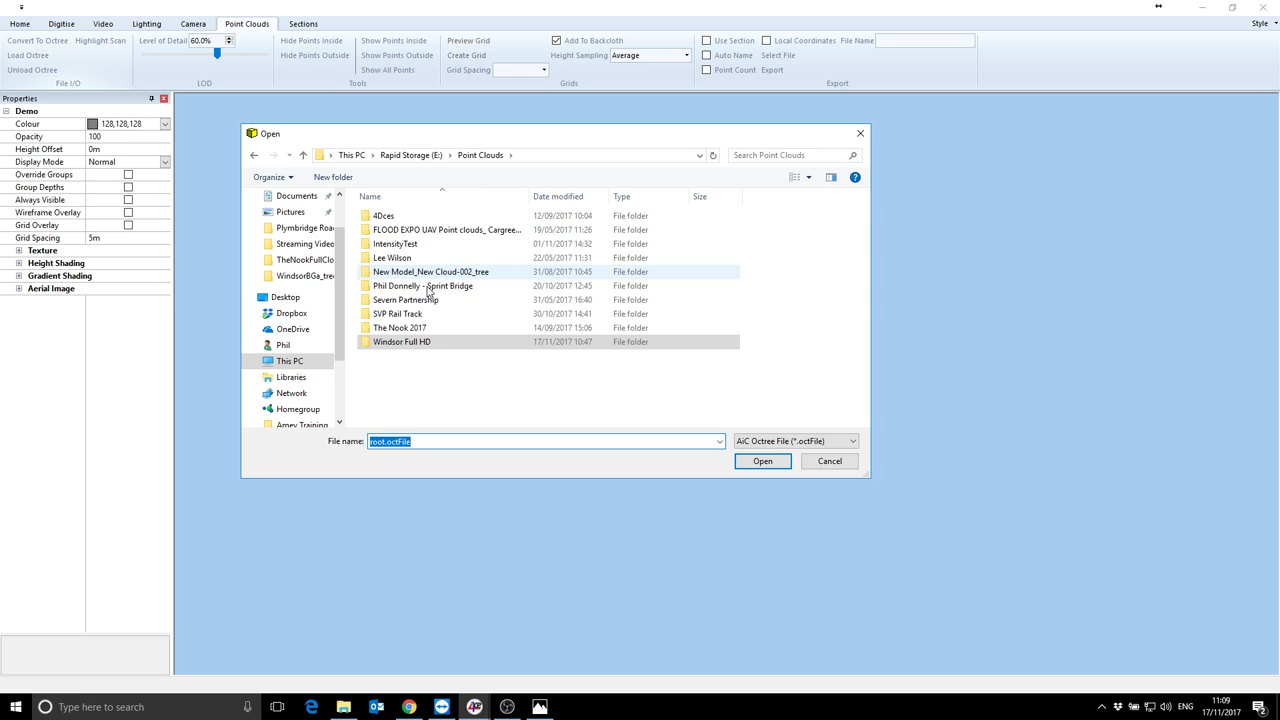 Home Digitise Video Lighting Camera Point Clouds Sections Style
Convert To Octree Highlight Scan Level of Detail 60.0% Hide Points Inside Show Points Inside Preview Grid Add To Backcloth Use Section Local Coordinates File Name
Load Octree Hide Points Outside Show Points Outside Create Grid Height Sampling Average Auto Name Select File
Unload Octree Show All Points Grid Spacing Point Count Export
File I/O LOD Tools Grids Export
Properties
Demo
Colour 128,128,128
Opacity 100
Height Offset 0m
Display Mode Normal
Override Groups
Group Depths
Always Visible
Wireframe Overlay
Grid Overlay
Grid Spacing 5m
Texture
Height Shading
Gradient Shading
Aerial Image
Open
This PC > Rapid Storage (E:) > Point Clouds >
Search Point Clouds
Organize New folder
Documents
Pictures
Plymbridge Roa
Streaming Video
TheNookFullClo
WindsorBGa_tre
Desktop
Dropbox
OneDrive
Phil
This PC
Libraries
Network
Homegroup
Amey Training
Name Date modified Type Size
4Dces 12/09/2017 10:04 File folder
FLOOD EXPO UAV Point clouds_ Cargree... 19/05/2017 11:26 File folder
IntensityTest 01/11/2017 14:32 File folder
Lee Wilson 22/05/2017 11:31 File folder
New Model_New Cloud-002_tree 31/08/2017 10:45 File folder
Phil Donnelly - Sprint Bridge 20/10/2017 12:45 File folder
Severn Partnership 31/05/2017 16:40 File folder
SVP Rail Track 30/10/2017 14:41 File folder
The Nook 2017 14/09/2017 15:06 File folder
Windsor Full HD 17/11/2017 10:47 File folder
File name: root.octFile AiC Octree File (*.octFile)
Open Cancel
Type here to search
11:09
17/11/2017
2